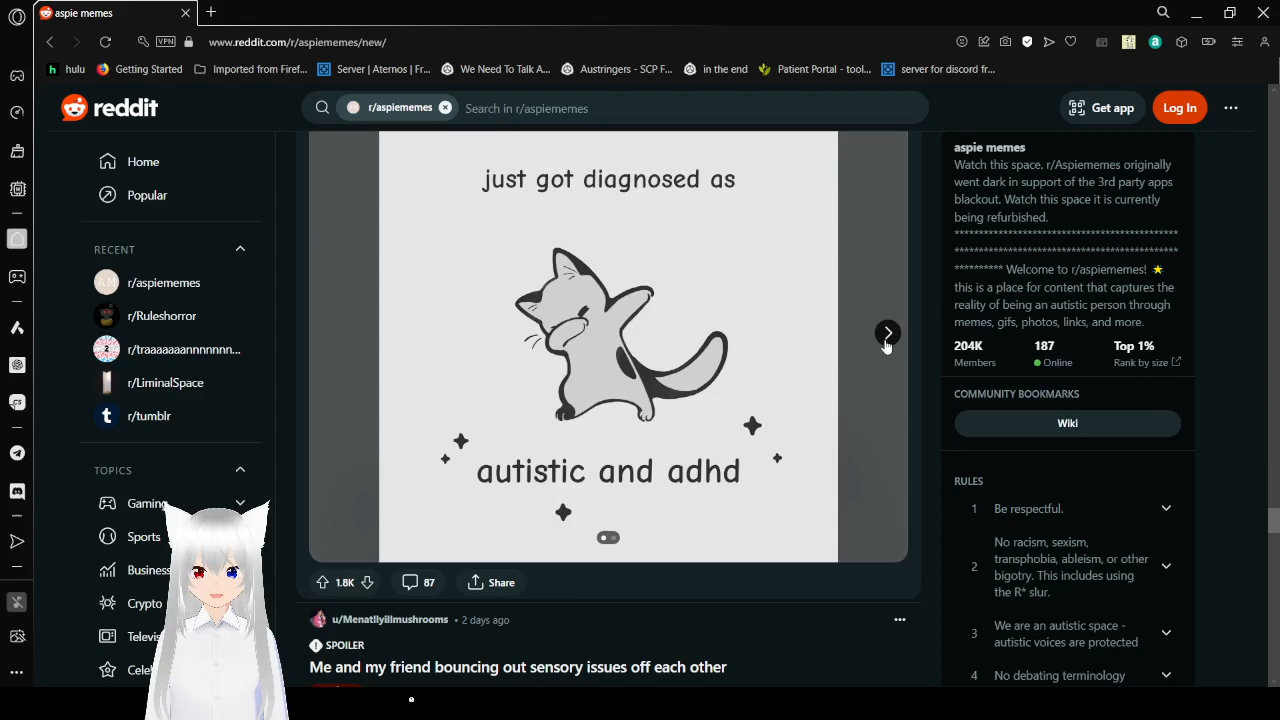 aspie memes
VPN
www.reddit.com/r/aspiememes/new/
hulu
Getting Started
Imported from Firef...
Server | Aternos | Fr...
We Need To Talk A...
Austringers - SCP F...
in the end
Patient Portal - tool...
server for discord fr...
reddit
r/aspiememes
Search in r/aspiememes
Get app
Log In
Home
Popular
RECENT
AM
r/aspiememes
r/Ruleshorror
r/traaaaaaannnnnnn...
r/LiminalSpace
r/tumblr
TOPICS
Gaming
Sports
Business
Crypto
Televis
Celeb
just got diagnosed as
autistic and adhd
1.8K
87
Share
u/Menatllyillmushrooms
• 2 days ago
SPOILER
Me and my friend bouncing out sensory issues off each other
aspie memes
Watch this space. r/Aspiememes originally
went dark in support of the 3rd party apps
blackout. Watch this space it is currently
being refurbished.
*********************************************
*********************************************
********** Welcome to r/aspiememes! ⭐
this is a place for content that captures the
reality of being an autistic person through
memes, gifs, photos, links, and more.
204K
Members
187
Online
Top 1%
Rank by size
COMMUNITY BOOKMARKS
Wiki
RULES
1 Be respectful.
2 No racism, sexism,
transphobia, ableism, or other
bigotry. This includes using
the R* slur.
3 We are an autistic space -
autistic voices are protected
4 No debating terminology